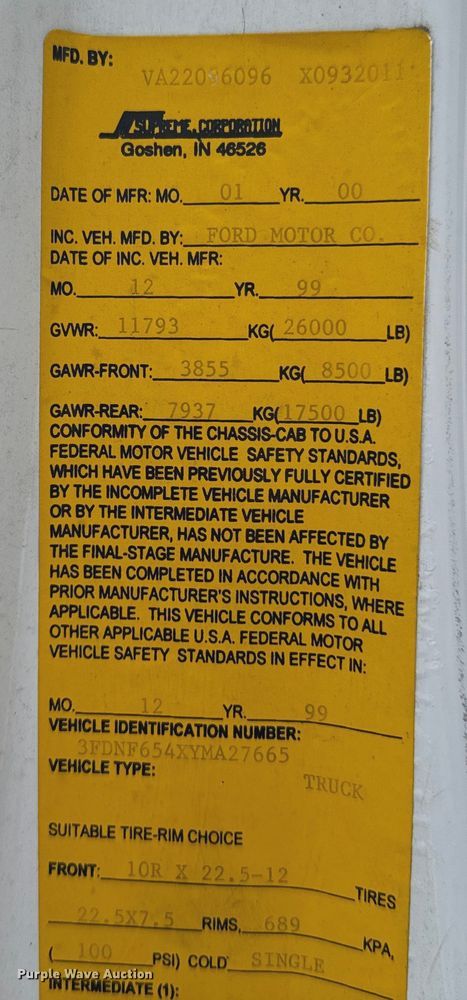 MFD. BY:
VA22096096 X0932011
SUPREME CORPORATION
Goshen, IN 46526
DATE OF MFR: MO. 01 YR. 00
INC. VEH. MFD. BY: FORD MOTOR CO.
DATE OF INC. VEH. MFR:
MO. 12 YR. 99
GVWR: 11793 KG( 26000 LB)
GAWR-FRONT: 3855 KG( 8500 LB)
GAWR-REAR: 7937 KG( 17500 LB)
CONFORMITY OF THE CHASSIS-CAB TO U.S.A.
FEDERAL MOTOR VEHICLE SAFETY STANDARDS,
WHICH HAVE BEEN PREVIOUSLY FULLY CERTIFIED
BY THE INCOMPLETE VEHICLE MANUFACTURER
OR BY THE INTERMEDIATE VEHICLE
MANUFACTURER, HAS NOT BEEN AFFECTED BY
THE FINAL-STAGE MANUFACTURE. THE VEHICLE
HAS BEEN COMPLETED IN ACCORDANCE WITH
PRIOR MANUFACTURER'S INSTRUCTIONS, WHERE
APPLICABLE. THIS VEHICLE CONFORMS TO ALL
OTHER APPLICABLE U.S.A. FEDERAL MOTOR
VEHICLE SAFETY STANDARDS IN EFFECT IN:
MO. 12 YR. 99
VEHICLE IDENTIFICATION NUMBER:
3FDNF654XYMA27665
VEHICLE TYPE: TRUCK
SUITABLE TIRE-RIM CHOICE
FRONT: 10R X 22.5-12 TIRES
22.5X7.5 RIMS, 689 KPA,
( 100 PSI) COLD SINGLE
INTERMEDIATE (1):
Purple Wave Auction